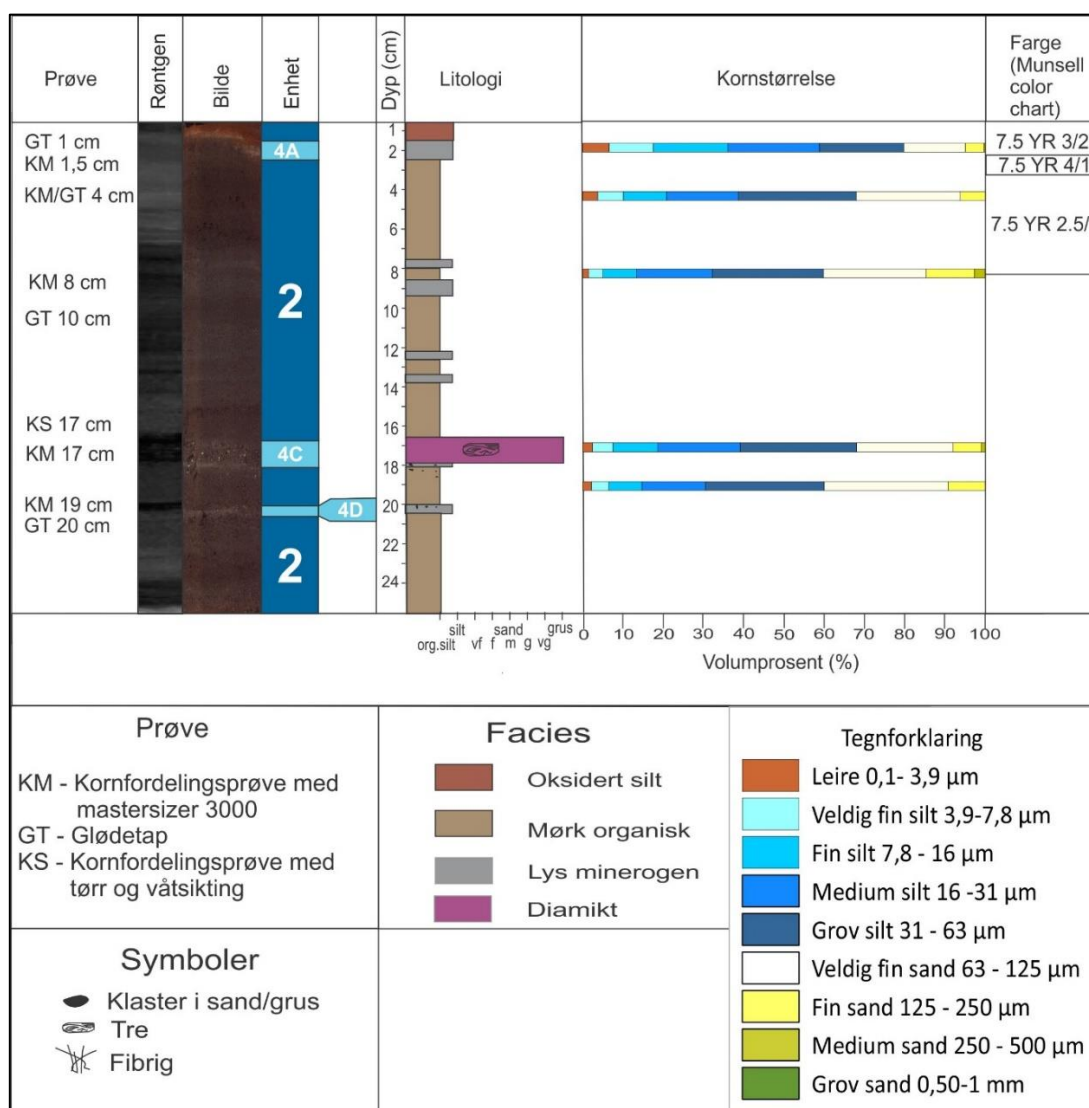 Prøve
Røntgen
Bilde
Enhet
Dyp (cm)
Litologi
Kornstørrelse
Farge
(Munsell
color
chart)
GT 1 cm
KM 1,5 cm
KM/GT 4 cm
KM 8 cm
GT 10 cm
KS 17 cm
KM 17 cm
KM 19 cm
GT 20 cm
4A
2
4C
4D
2
1
2
4
6
8
10
12
14
16
18
20
22
24
7.5 YR 3/2
7.5 YR 4/1
7.5 YR 2.5/
org.silt
silt
vf
f
sand
m
g
vg
grus
0 10 20 30 40 50 60 70 80 90 100
Volumprosent (%)
Prøve
KM - Kornfordelingsprøve med
mastersizer 3000
GT - Glødetap
KS - Kornfordelingsprøve med
tørr og våtsikting
Symboler
Klaster i sand/grus
Tre
Fibrig
Facies
Oksidert silt
Mørk organisk
Lys minerogen
Diamikt
Tegnforklaring
Leire 0,1- 3,9 µm
Veldig fin silt 3,9-7,8 µm
Fin silt 7,8 - 16 µm
Medium silt 16 -31 µm
Grov silt 31 - 63 µm
Veldig fin sand 63 - 125 µm
Fin sand 125 - 250 µm
Medium sand 250 - 500 µm
Grov sand 0,50-1 mm